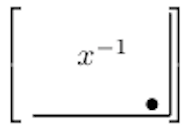 [ x⁻¹ • ]